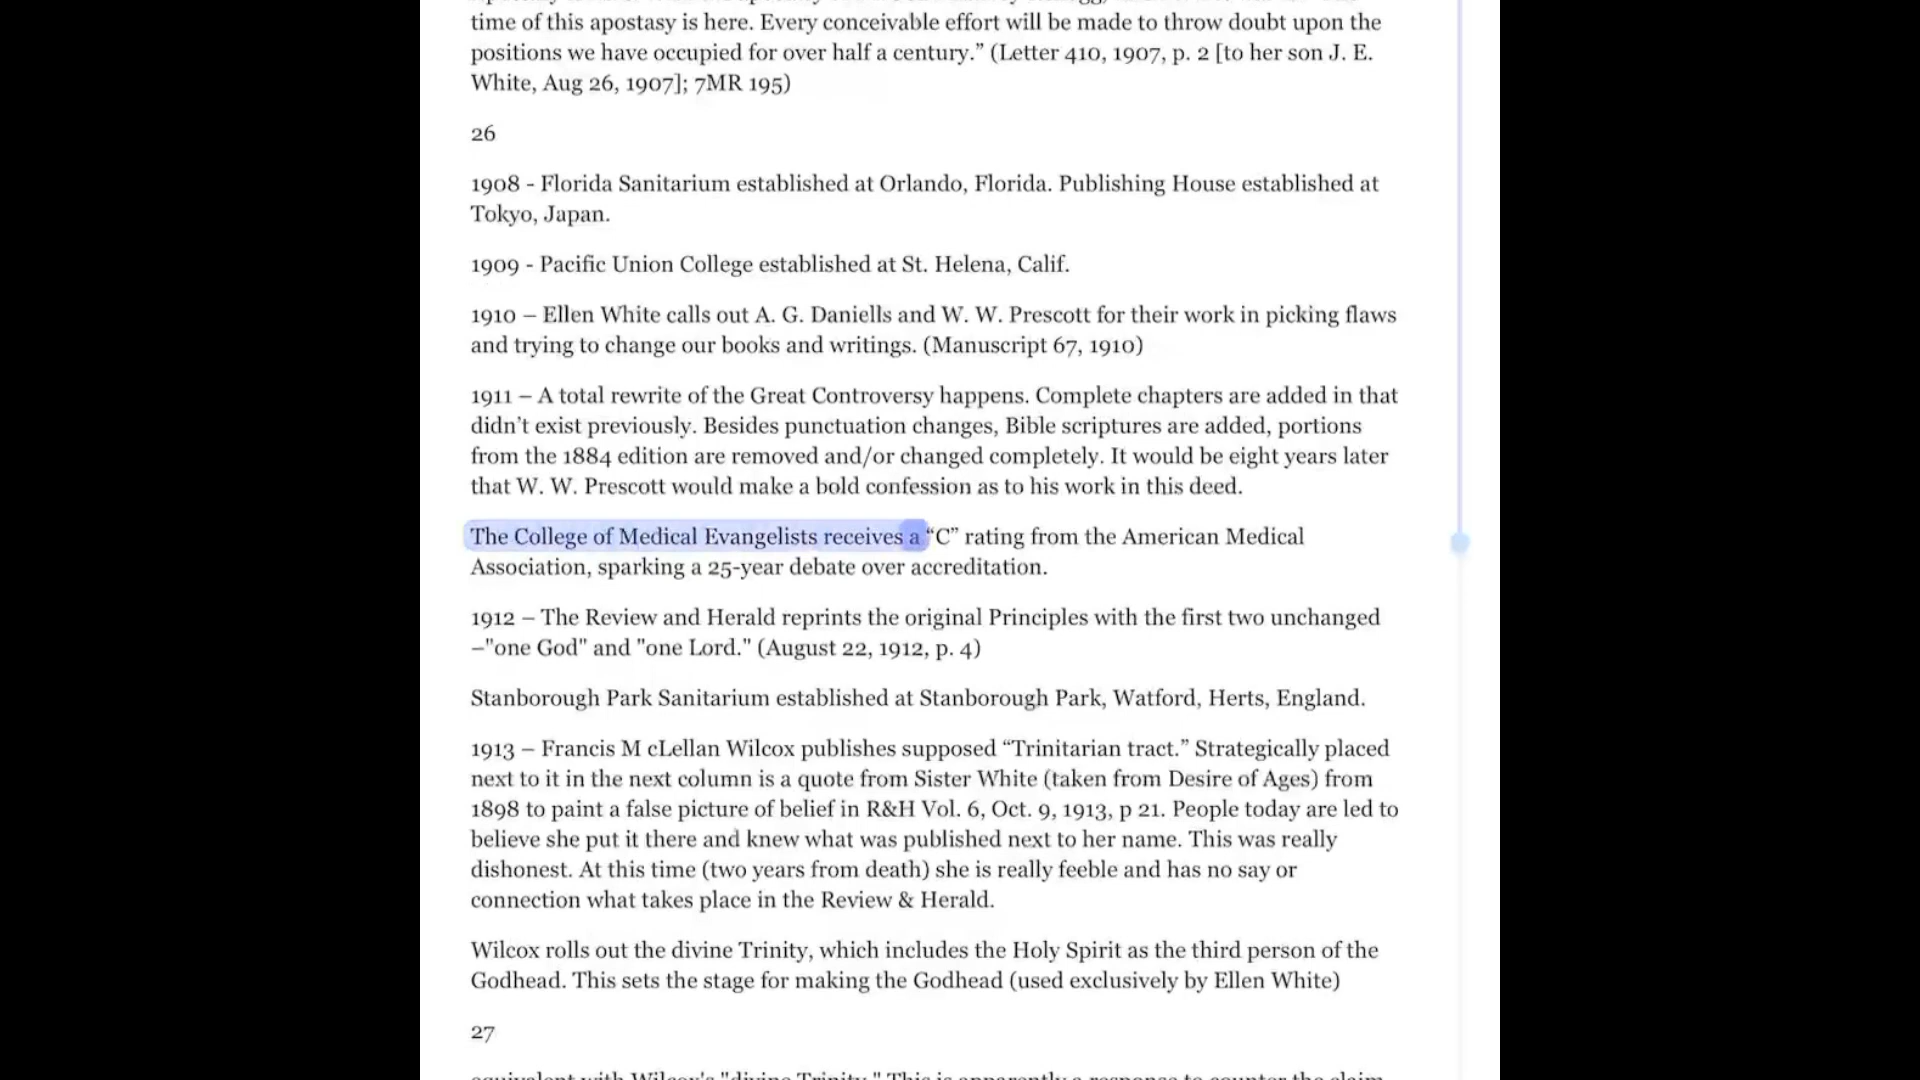 time of this apostasy is here. Every conceivable effort will be made to throw doubt upon the
positions we have occupied for over half a century.” (Letter 410, 1907, p. 2 [to her son J. E.
White, Aug 26, 1907]; 7MR 195)
26
1908 - Florida Sanitarium established at Orlando, Florida. Publishing House established at
Tokyo, Japan.
1909 - Pacific Union College established at St. Helena, Calif.
1910 – Ellen White calls out A. G. Daniells and W. W. Prescott for their work in picking flaws
and trying to change our books and writings. (Manuscript 67, 1910)
1911 – A total rewrite of the Great Controversy happens. Complete chapters are added in that
didn’t exist previously. Besides punctuation changes, Bible scriptures are added, portions
from the 1884 edition are removed and/or changed completely. It would be eight years later
that W. W. Prescott would make a bold confession as to his work in this deed.
The College of Medical Evangelists receives a “C” rating from the American Medical
Association, sparking a 25-year debate over accreditation.
1912 – The Review and Herald reprints the original Principles with the first two unchanged
–"one God" and "one Lord." (August 22, 1912, p. 4)
Stanborough Park Sanitarium established at Stanborough Park, Watford, Herts, England.
1913 – Francis M cLellan Wilcox publishes supposed “Trinitarian tract.” Strategically placed
next to it in the next column is a quote from Sister White (taken from Desire of Ages) from
1898 to paint a false picture of belief in R&H Vol. 6, Oct. 9, 1913, p 21. People today are led to
believe she put it there and knew what was published next to her name. This was really
dishonest. At this time (two years from death) she is really feeble and has no say or
connection what takes place in the Review & Herald.
Wilcox rolls out the divine Trinity, which includes the Holy Spirit as the third person of the
Godhead. This sets the stage for making the Godhead (used exclusively by Ellen White)
27